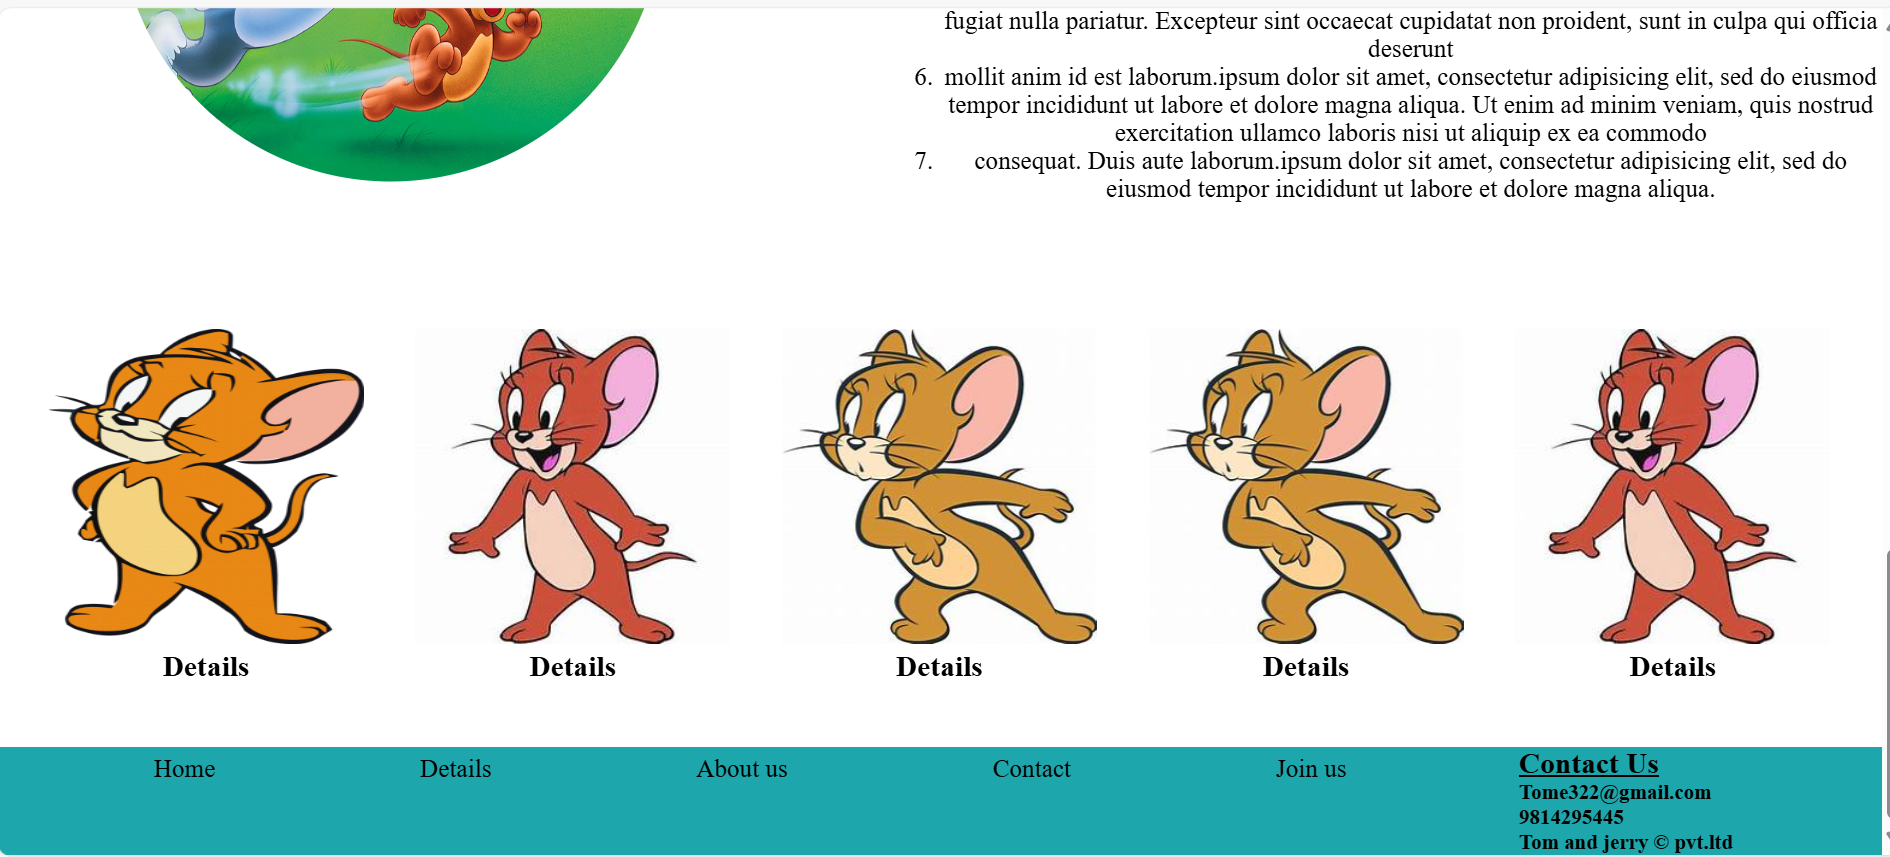 fugiat nulla pariatur. Excepteur sint occaecat cupidatat non proident, sunt in culpa qui officia
deserunt
6. mollit anim id est laborum.ipsum dolor sit amet, consectetur adipisicing elit, sed do eiusmod
tempor incididunt ut labore et dolore magna aliqua. Ut enim ad minim veniam, quis nostrud
exercitation ullamco laboris nisi ut aliquip ex ea commodo
7. consequat. Duis aute laborum.ipsum dolor sit amet, consectetur adipisicing elit, sed do
eiusmod tempor incididunt ut labore et dolore magna aliqua.
Details Details Details Details Details
Home Details About us Contact Join us
Contact Us
Tome322@gmail.com
9814295445
Tom and jerry © pvt.ltd